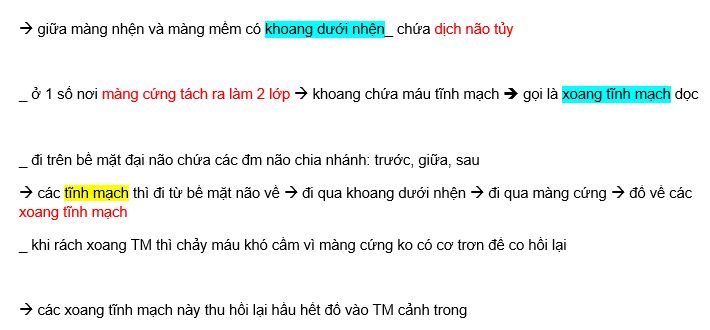 → giữa màng nhện và màng mềm có khoang dưới nhện_ chứa dịch não tủy
_ ở 1 số nơi màng cứng tách ra làm 2 lớp → khoang chứa máu tĩnh mạch ➔ gọi là xoang tĩnh mạch dọc
_ đi trên bề mặt đại não chứa các đm não chia nhánh: trước, giữa, sau
→ các tĩnh mạch thì đi từ bề mặt não về → đi qua khoang dưới nhện → đi qua màng cứng → đổ về các
xoang tĩnh mạch
_ khi rách xoang TM thì chảy máu khó cầm vì màng cứng ko có cơ trơn để co hồi lại
→ các xoang tĩnh mạch này thu hồi lại hầu hết đổ vào TM cảnh trong